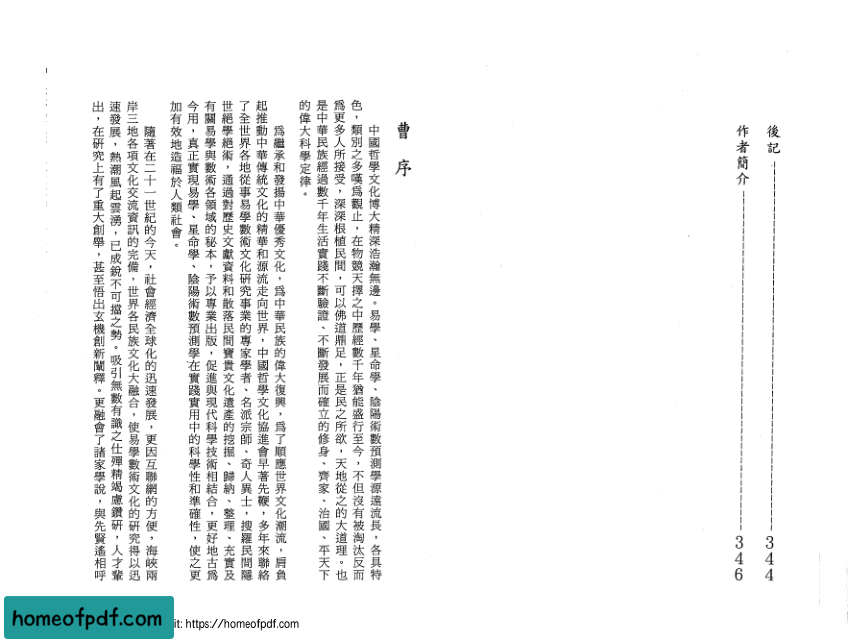 後記 344
作者簡介 346
曹序
中國哲學文化博大精深浩瀚無邊。易學、星命學、陰陽術數預測學源遠流長，各具特
色，類別之多嘆爲觀止，在物競天擇之中歷經數千年猶能盛行至今，不但沒有被淘汰反而
爲更多人所接受，深深根植民間，可以佛道鼎足，正是民之所欲，天地從之的大道理。也
是中華民族經過數千年生活實踐不斷驗證、不斷發展而確立的修身、齊家、治國、平天下
的偉大科學定律。
爲繼承和發揚中華優秀文化，爲中華民族的偉大復興，爲了順應世界文化潮流，肩負
起推動中華傳統文化的精華和源流走向世界，中國哲學文化協進會早著先鞭，多年來聯絡
了全世界各地從事易學數術文化研究事業的專家學者、名派宗師、奇人異士，搜羅民間隱
世絕學絕術，通過對歷史文獻資料和散落民間寶貴文化遺產的挖掘、歸納、整理、充實及
有關易學與數術各領域的秘本，予以專業出版，促進與現代科學技術相結合，更好地古爲
今用，真正實現易學、星命學、陰陽術數預測學在實踐實用中的科學性和準確性，使之更
加有效地造福於人類社會。
隨著在二十一世紀的今天，社會經濟全球化的迅速發展，更因互聯網的方便，海峽兩
岸三地各項文化交流資訊的完備，世界各民族文化大融合，使易學數術文化的研究得以迅
速發展，熱潮風起雲湧，已成銳不可擋之勢。吸引無數有識之仕殫精竭慮鑽研，人才輩
出，在研究上有了重大創舉，甚至悟出玄機創新闡釋。更融會了諸家學說，與先賢遙相呼
homeofpdf.com
it: https://homeofpdf.com